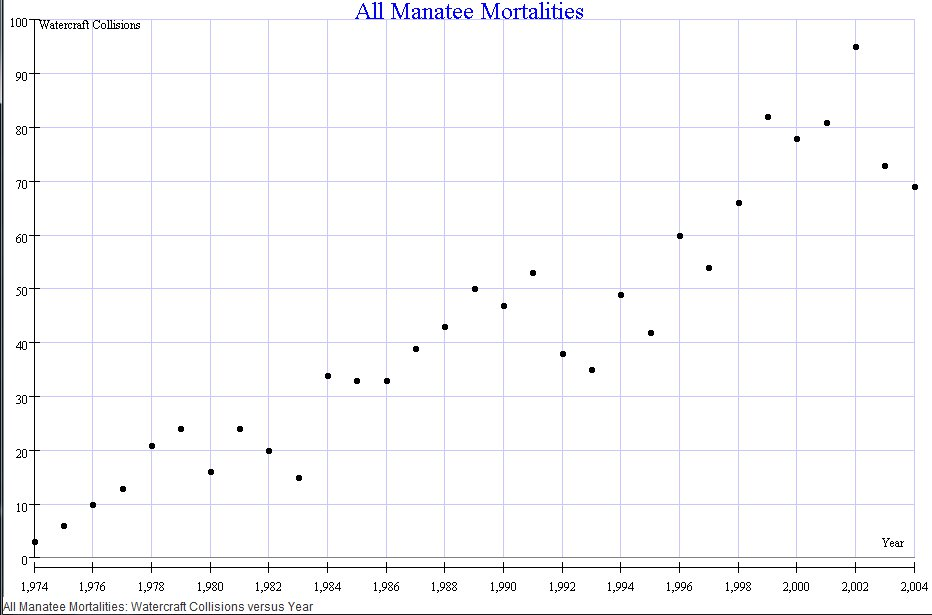 All Manatee Mortalities
100
Watercraft Collisions
90
80
70
60
50
40
30
20
10
0
Year
1,974 1,976 1,978 1,980 1,982 1,984 1,986 1,988 1,990 1,992 1,994 1,996 1,998 2,000 2,002 2,004
All Manatee Mortalities: Watercraft Collisions versus Year